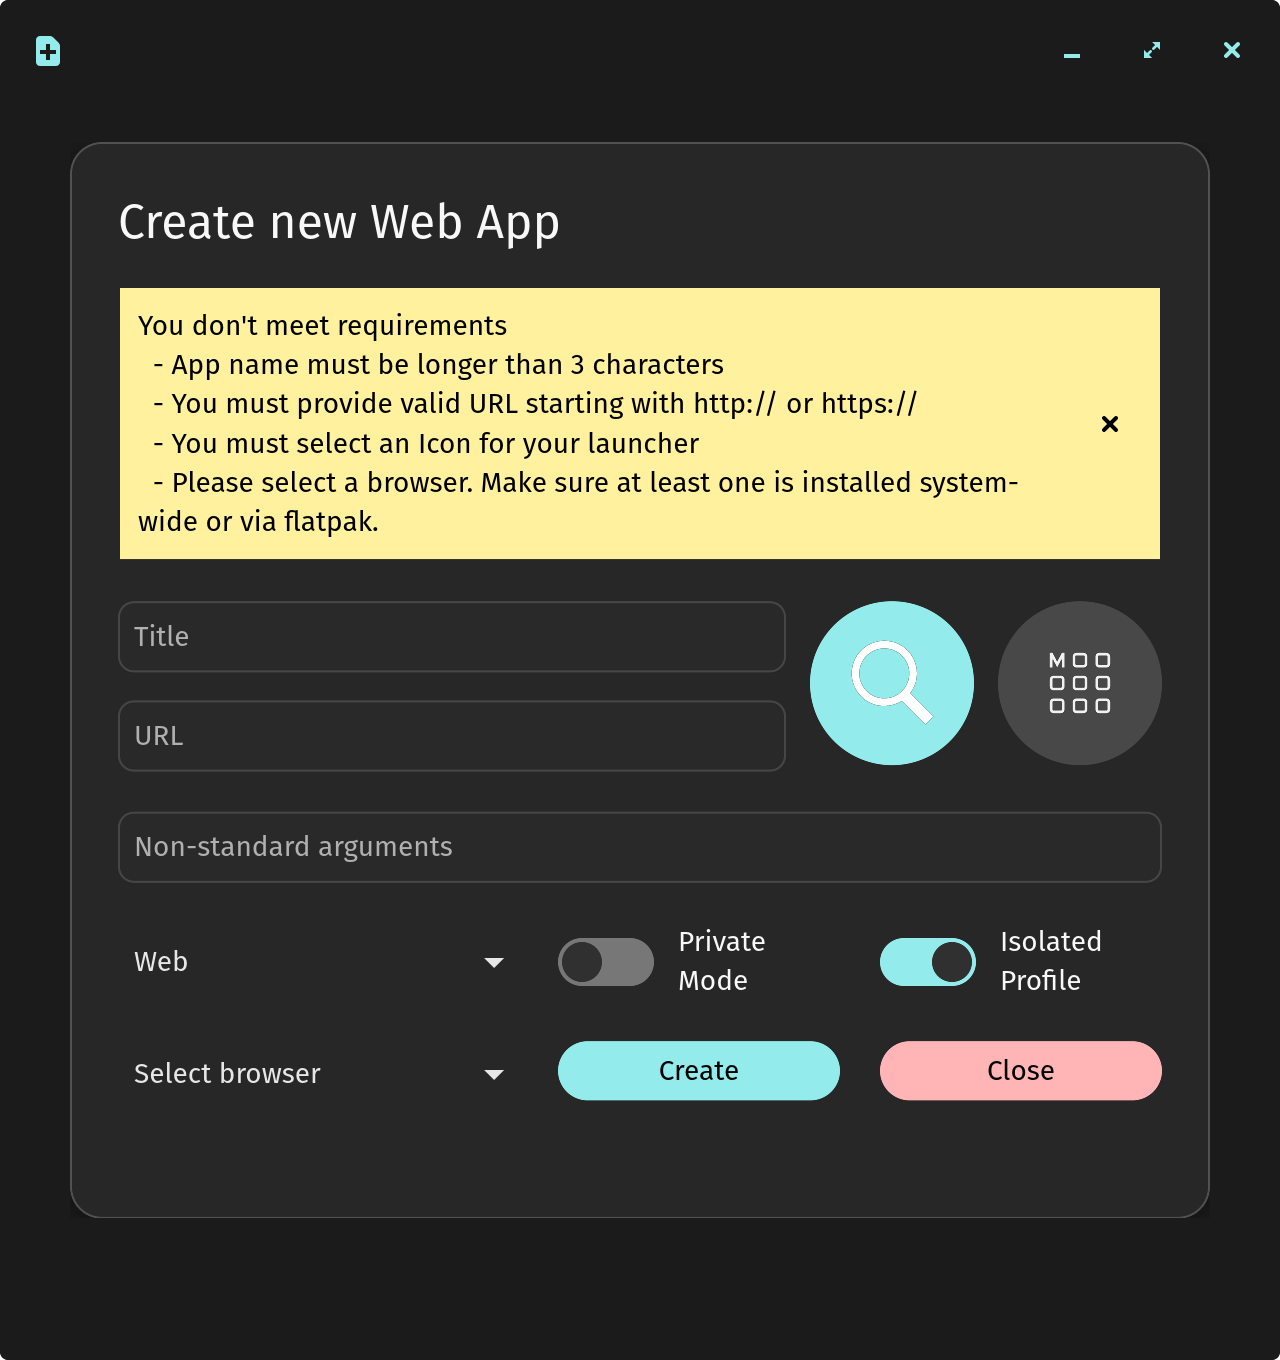 Create new Web App
You don't meet requirements
- App name must be longer than 3 characters
- You must provide valid URL starting with http:// or https://
- You must select an Icon for your launcher
- Please select a browser. Make sure at least one is installed system-
wide or via flatpak.
Title
URL
Non-standard arguments
Web
Private
Mode
Isolated
Profile
Select browser
Create
Close